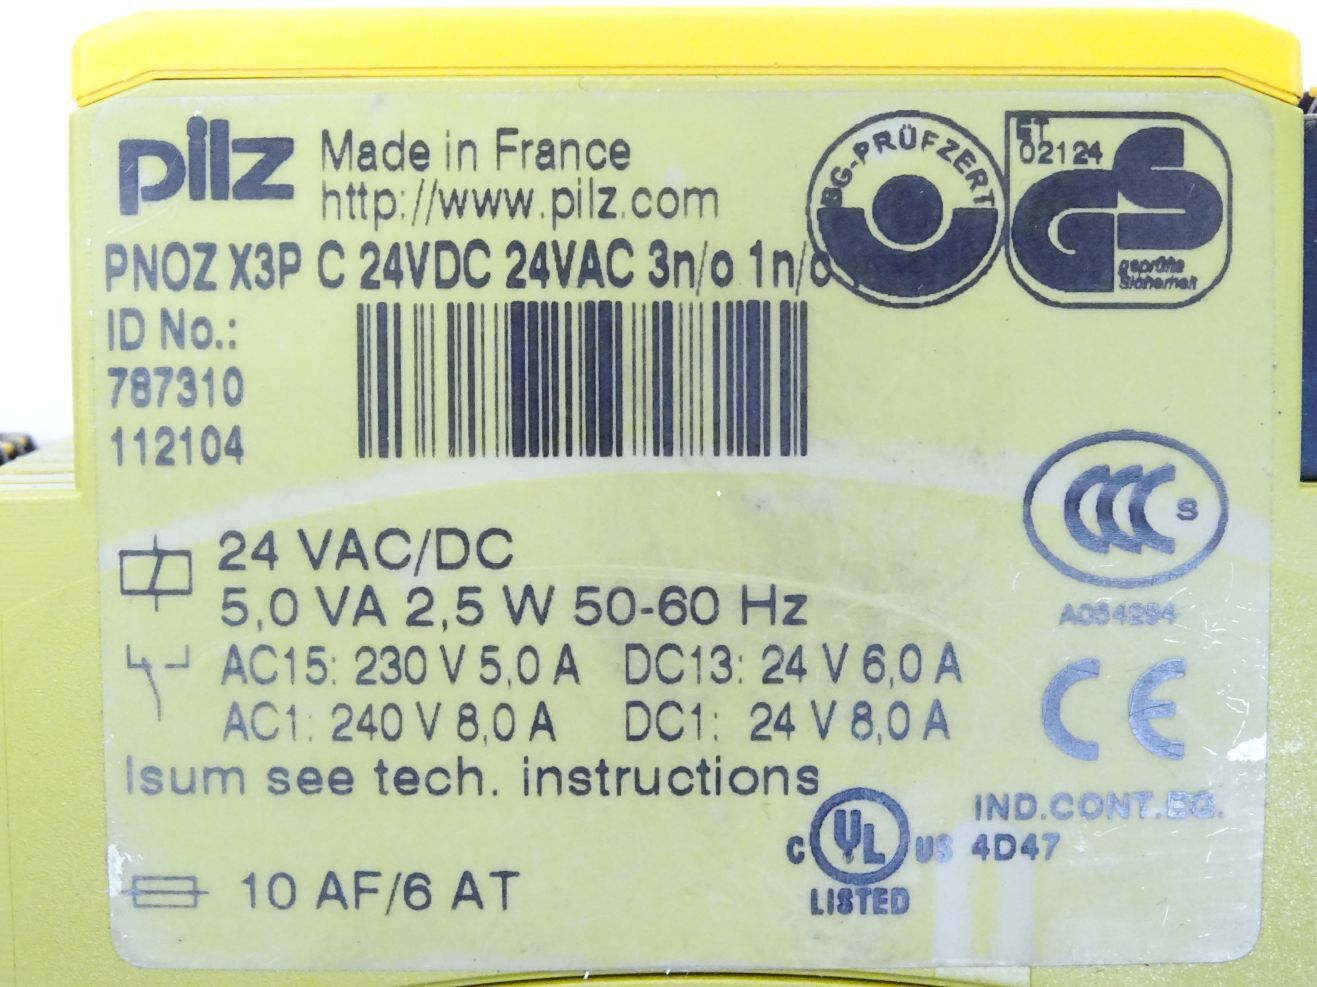 pilz
Made in France
http://www.pilz.com
PNOZ X3P C 24VDC 24VAC 3n/o 1n/c
ID No.:
787310
112104
BG-PRÜFZERT
ET
02124
GS
geprüfte
Sicherheit
CCC S
A054294
24 VAC/DC
5,0 VA 2,5 W 50-60 Hz
AC15: 230 V 5,0 A DC13: 24 V 6,0 A
AC1: 240 V 8,0 A DC1: 24 V 8,0 A
CE
Isum see tech. instructions
C UL US
LISTED
IND.CONT.EQ.
4D47
10 AF/6 AT